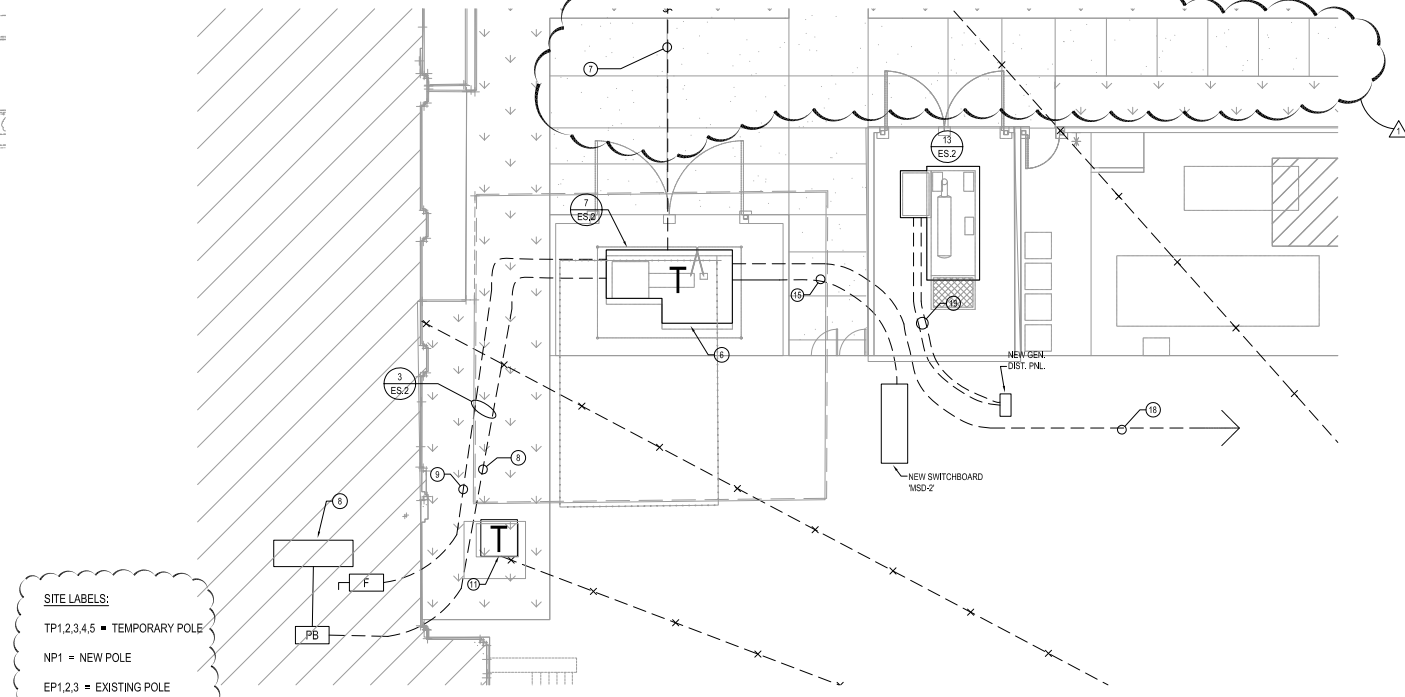 7
1
13
ES.2
7
ES.2
T
15
19
6
NEW GEN.
DIST. PNL.
3
ES.2
18
8
9
NEW SWITCHBOARD
'MSD-2'
8
T
11
F
PB
SITE LABELS:
TP1,2,3,4,5 = TEMPORARY POLE
NP1 = NEW POLE
EP1,2,3 = EXISTING POLE